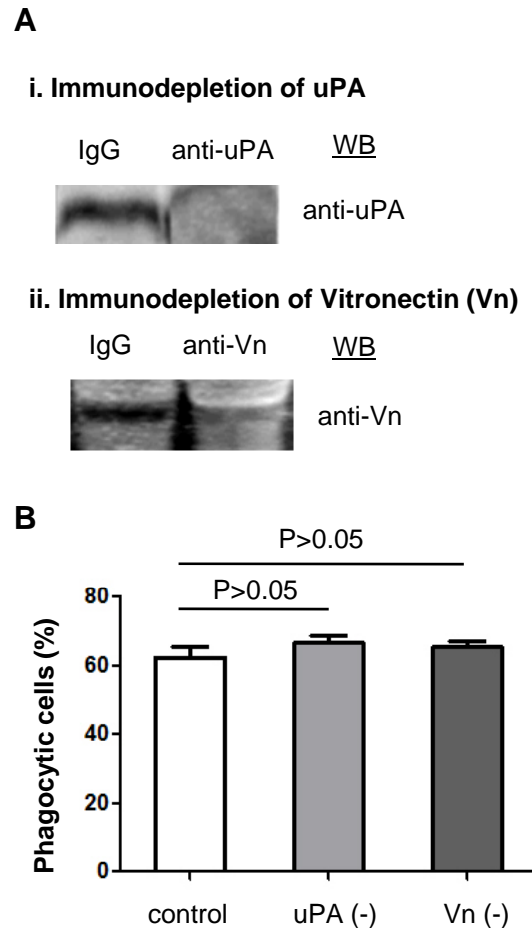 A
i. Immunodepletion of uPA
IgG anti-uPA WB
anti-uPA
ii. Immunodepletion of Vitronectin (Vn)
IgG anti-Vn WB
anti-Vn
B
P>0.05
P>0.05
80
60
40
20
0
Phagocytic cells (%)
control uPA (-) Vn (-)